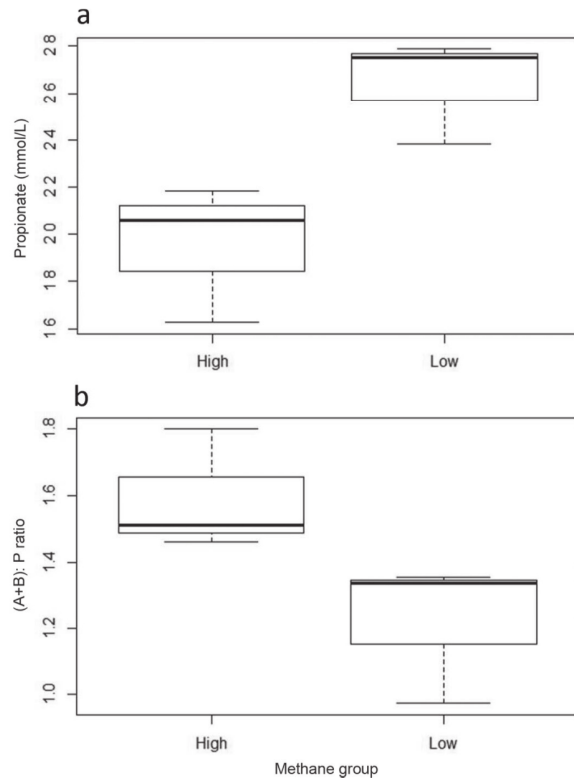 a
Propionate (mmol/L)
28
26
24
22
20
18
16
High Low
b
(A+B): P ratio
1.8
1.6
1.4
1.2
1.0
High Low
Methane group